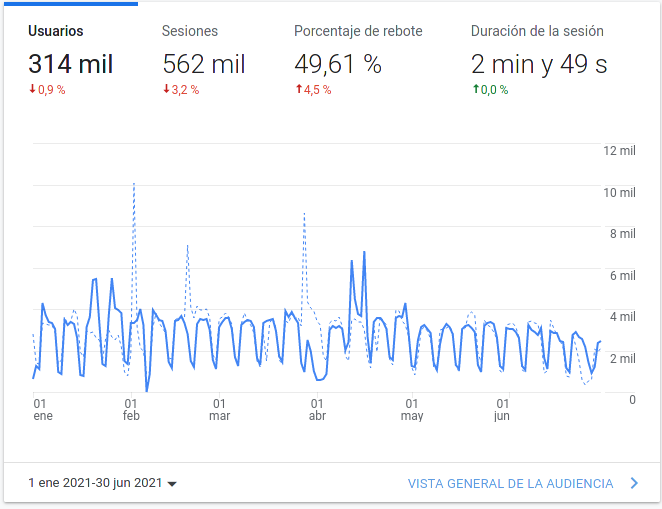 Usuarios Sesiones Porcentaje de rebote Duración de la sesión
314 mil 562 mil 49,61 % 2 min y 49 s
0,9 % 3,2 % 4,5 % 0,0 %
12 mil
10 mil
8 mil
6 mil
4 mil
2 mil
0
01 01 01 01 01 01
ene feb mar abr may jun
1 ene 2021-30 jun 2021 VISTA GENERAL DE LA AUDIENCIA